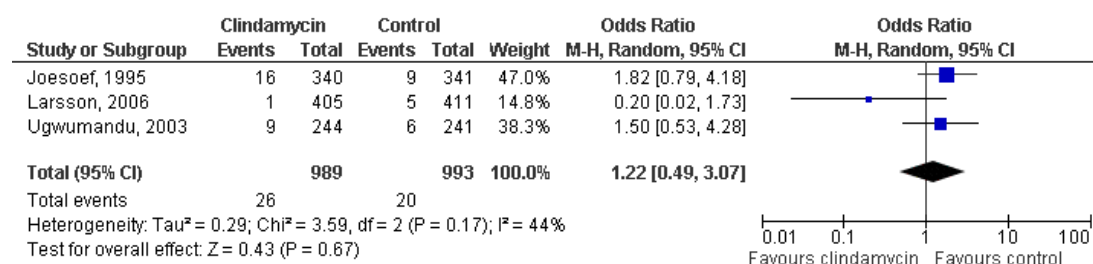 Clindamycin Control Odds Ratio Odds Ratio
Study or Subgroup Events Total Events Total Weight M-H, Random, 95% CI M-H, Random, 95% CI
Joesoef, 1995 16 340 9 341 47.0% 1.82 [0.79, 4.18]
Larsson, 2006 1 405 5 411 14.8% 0.20 [0.02, 1.73]
Ugwumandu, 2003 9 244 6 241 38.3% 1.50 [0.53, 4.28]
Total (95% CI) 989 993 100.0% 1.22 [0.49, 3.07]
Total events 26 20
Heterogeneity: Tau² = 0.29; Chi² = 3.59, df = 2 (P = 0.17); I² = 44%
Test for overall effect: Z = 0.43 (P = 0.67)
0.01 0.1 1 10 100
Favours clindamycin Favours control